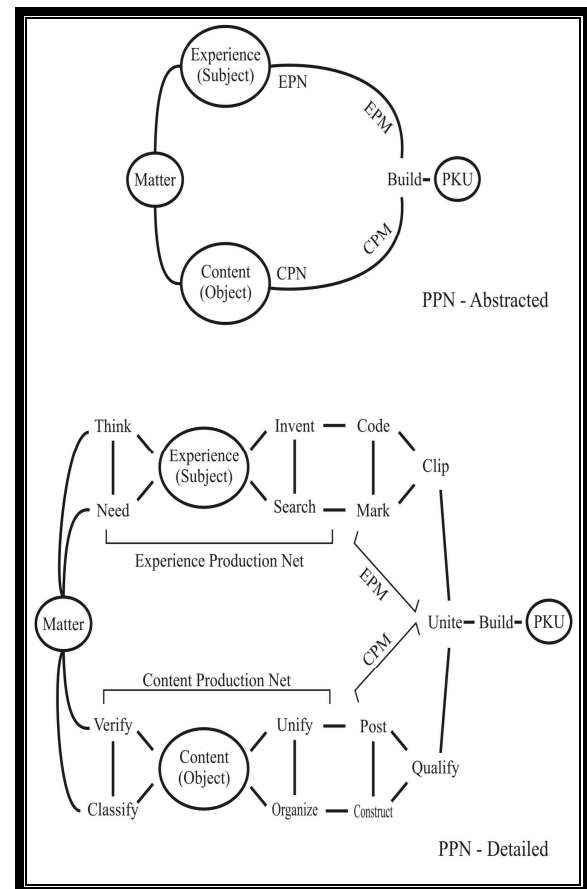 Experience
(Subject)
EPN
EPM
Matter
Build
PKU
CPM
Content
(Object)
CPN
PPN - Abstracted
Think
Invent
Code
Experience
(Subject)
Clip
Need
Search
Mark
Experience Production Net
EPM
Matter
Unite
Build
PKU
CPM
Content Production Net
Verify
Unify
Post
Content
(Object)
Qualify
Classify
Organize
Construct
PPN - Detailed